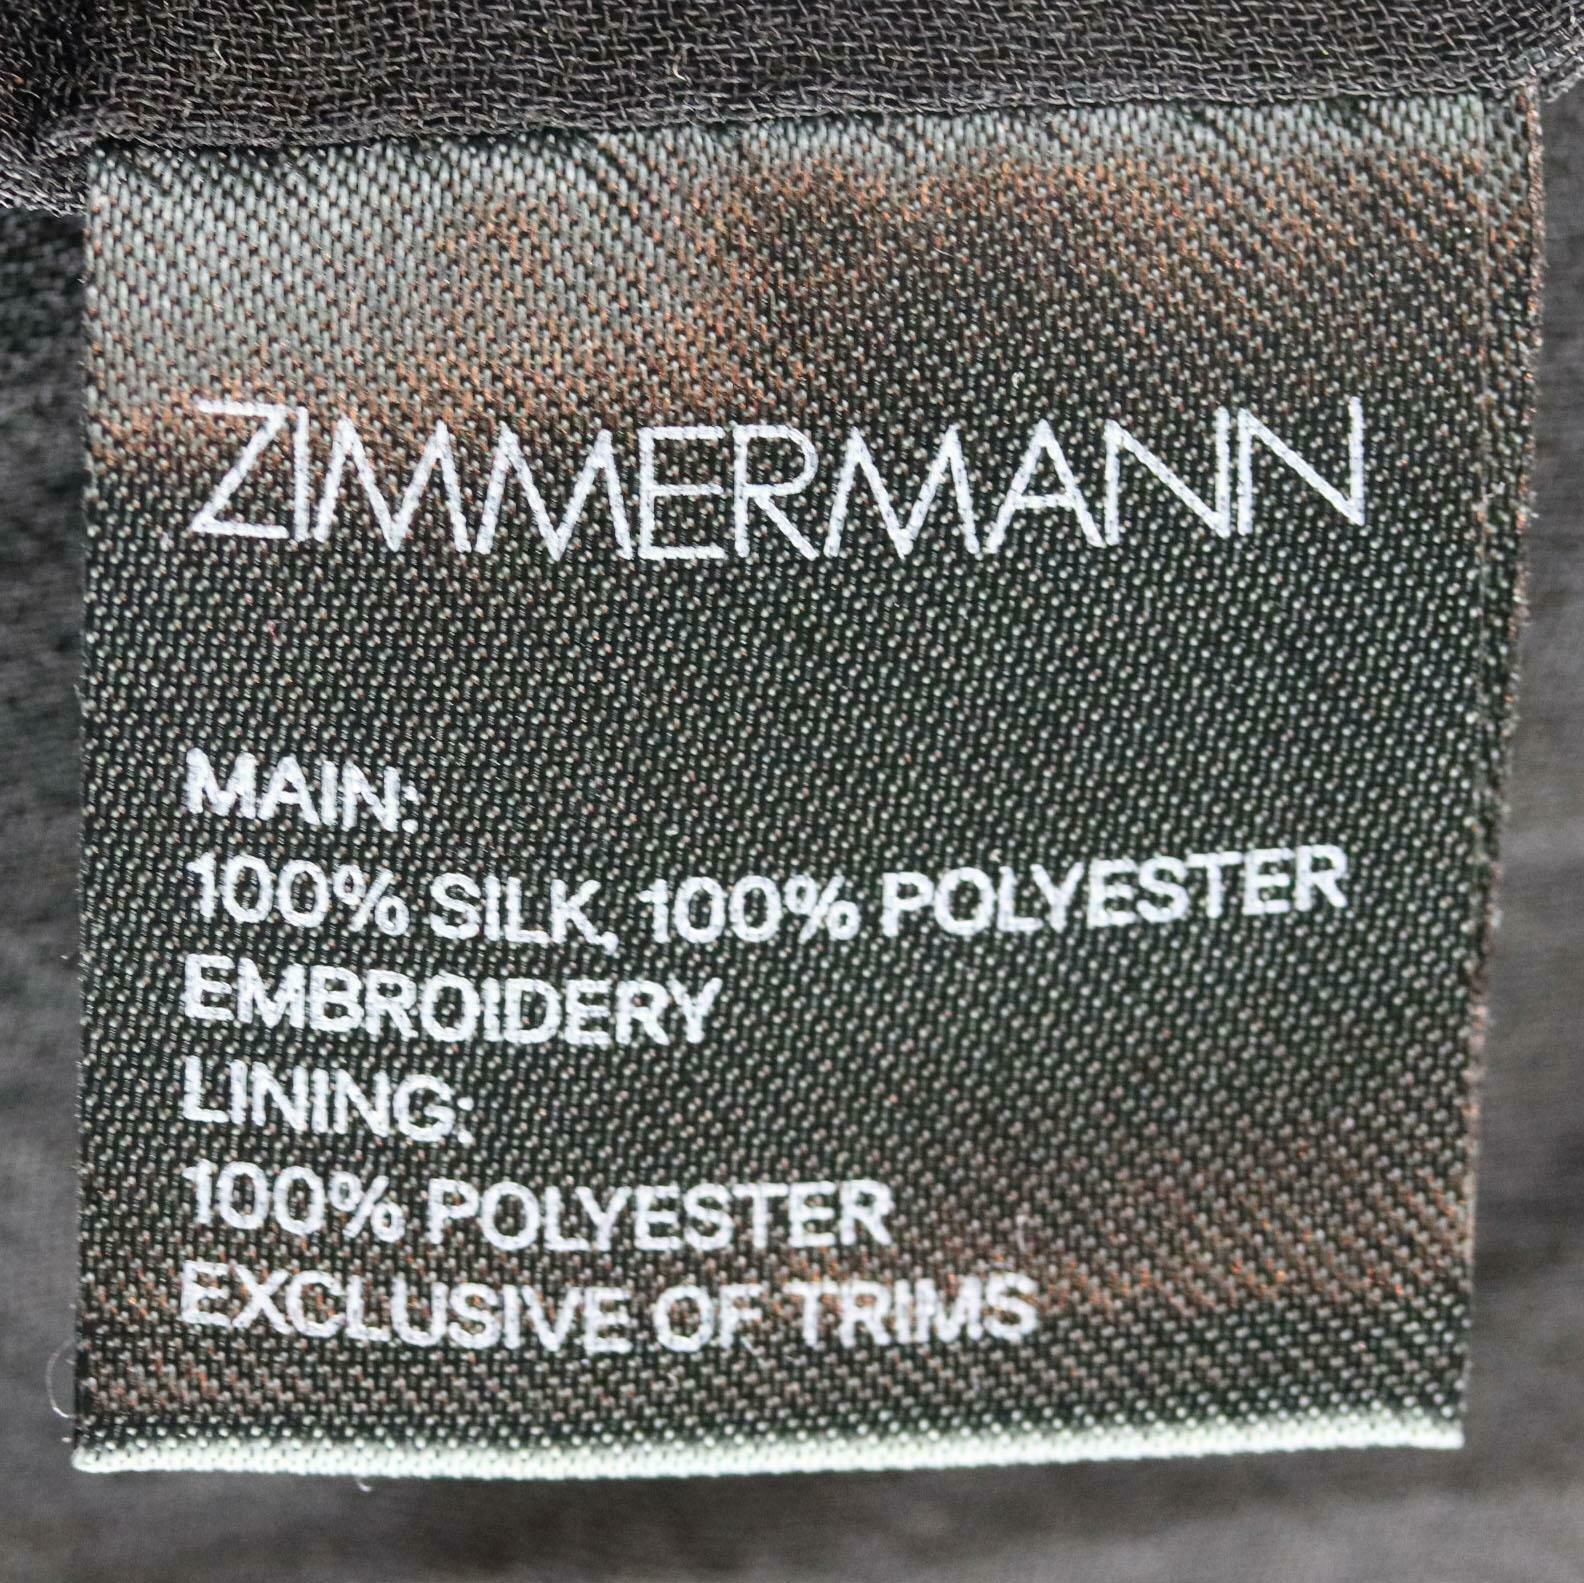 ZIMMERMANN
MAIN:
100% SILK, 100% POLYESTER
EMBROIDERY
LINING:
100% POLYESTER
EXCLUSIVE OF TRIMS